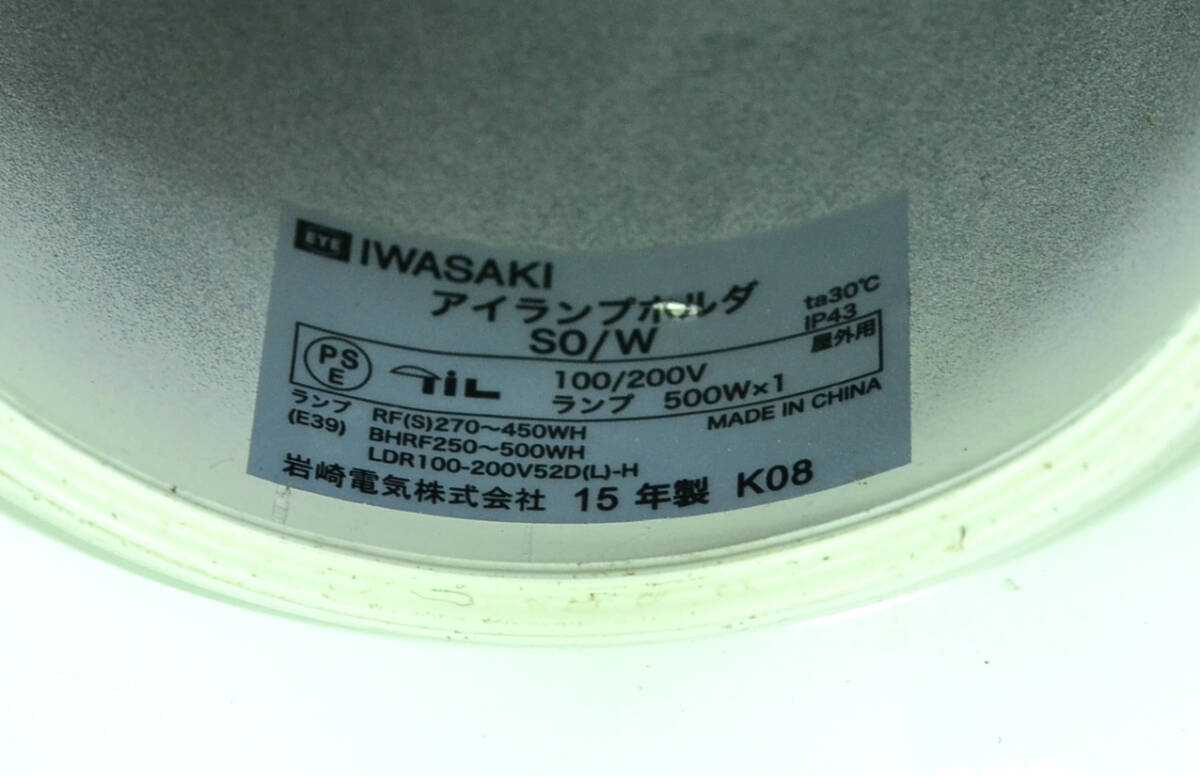 EYE IWASAKI
アイランプホルダ
S0/W
ta30℃
IP43
屋外用
PS
E
TIL
100/200V
ランプ 500W×1
MADE IN CHINA
ランプ
(E39)
RF(S)270～450WH
BHRF250～500WH
LDR100-200V52D(L)-H
岩崎電気株式会社 15 年製 K08